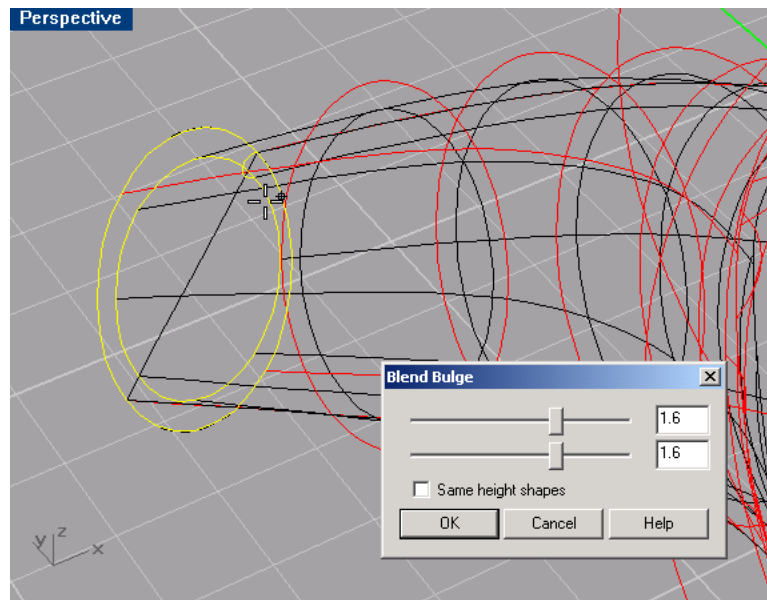 Perspective
Blend Bulge
1.6
1.6
Same height shapes
OK Cancel Help
z
y
x